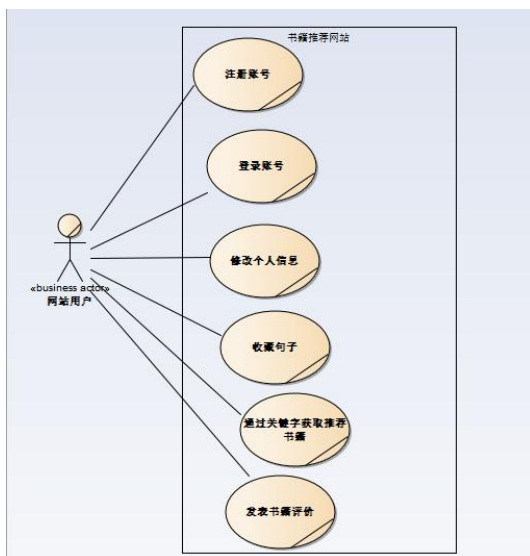 书籍推荐网站
注册账号
登录账号
修改个人信息
«business actor»
网站用户
收藏句子
通过关键字获取推荐
书籍
发表书籍评价